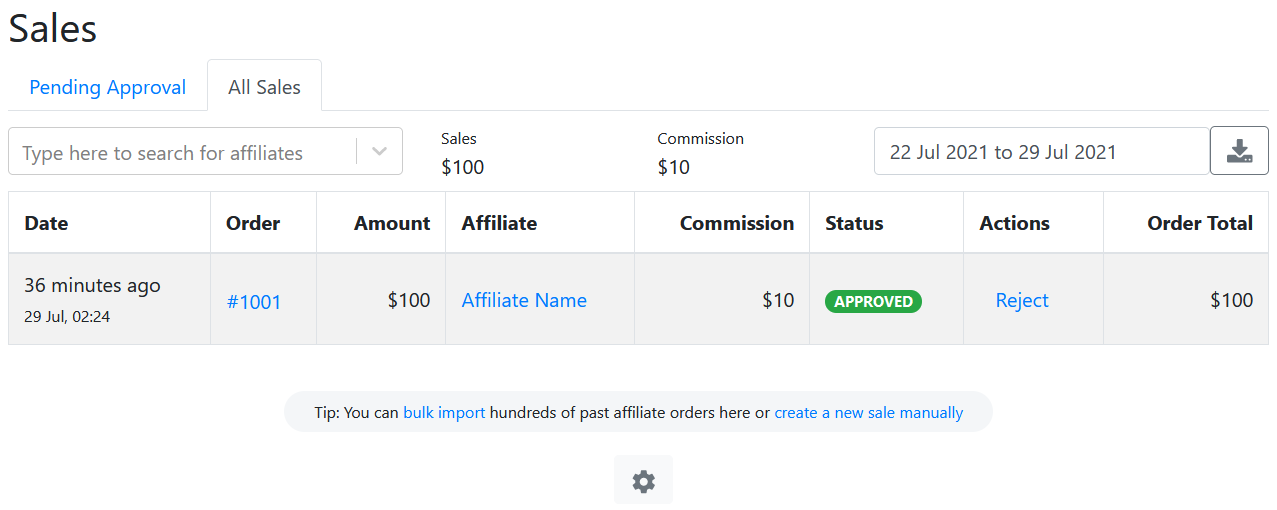 Sales
Pending Approval All Sales
Type here to search for affiliates
Sales
$100
Commission
$10
22 Jul 2021 to 29 Jul 2021
Date Order Amount Affiliate Commission Status Actions Order Total
36 minutes ago
29 Jul, 02:24
#1001 $100 Affiliate Name $10 APPROVED Reject $100
Tip: You can bulk import hundreds of past affiliate orders here or create a new sale manually